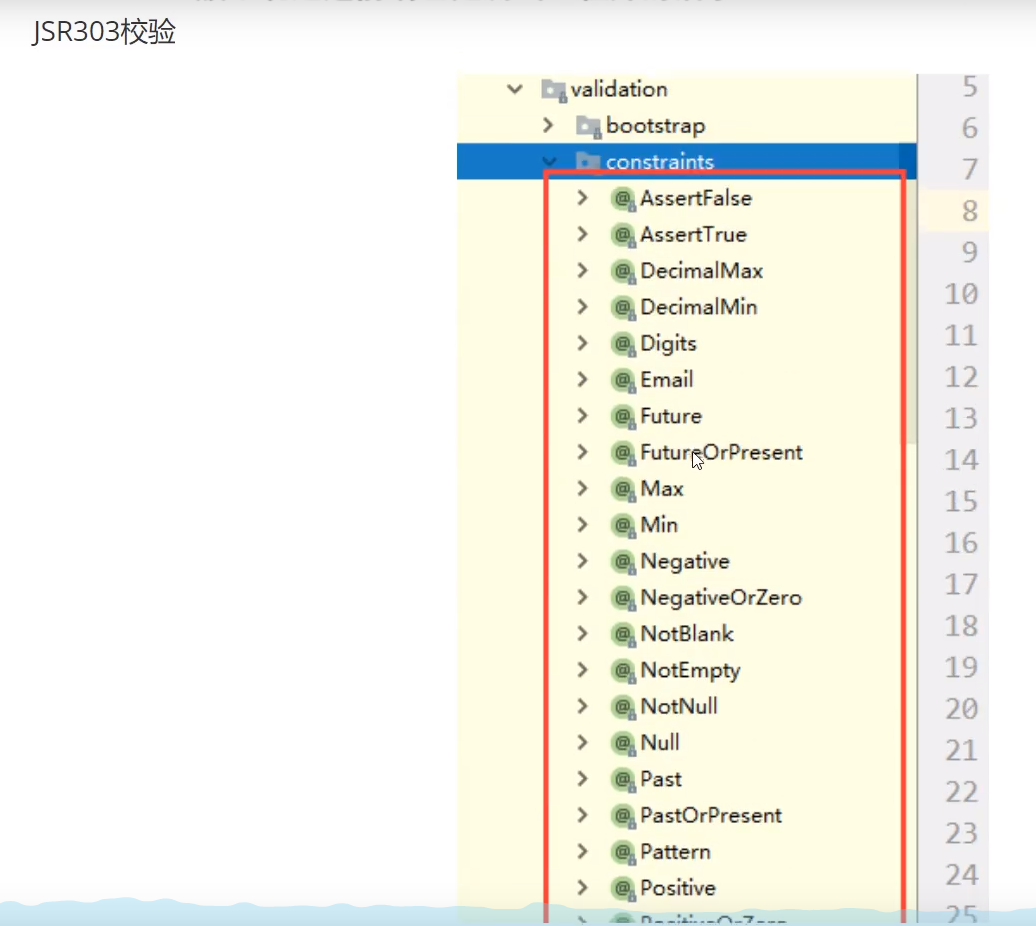 JSR303校验
validation 5
bootstrap 6
constraints 7
AssertFalse 8
AssertTrue 9
DecimalMax
DecimalMin 10
Digits 11
Email 12
Future 13
FutureOrPresent 14
Max 15
Min 16
Negative 17
NegativeOrZero 18
NotBlank 19
NotEmpty
NotNull 20
Null 21
Past 22
PastOrPresent 23
Pattern 24
Positive
PositiveOrZero 25